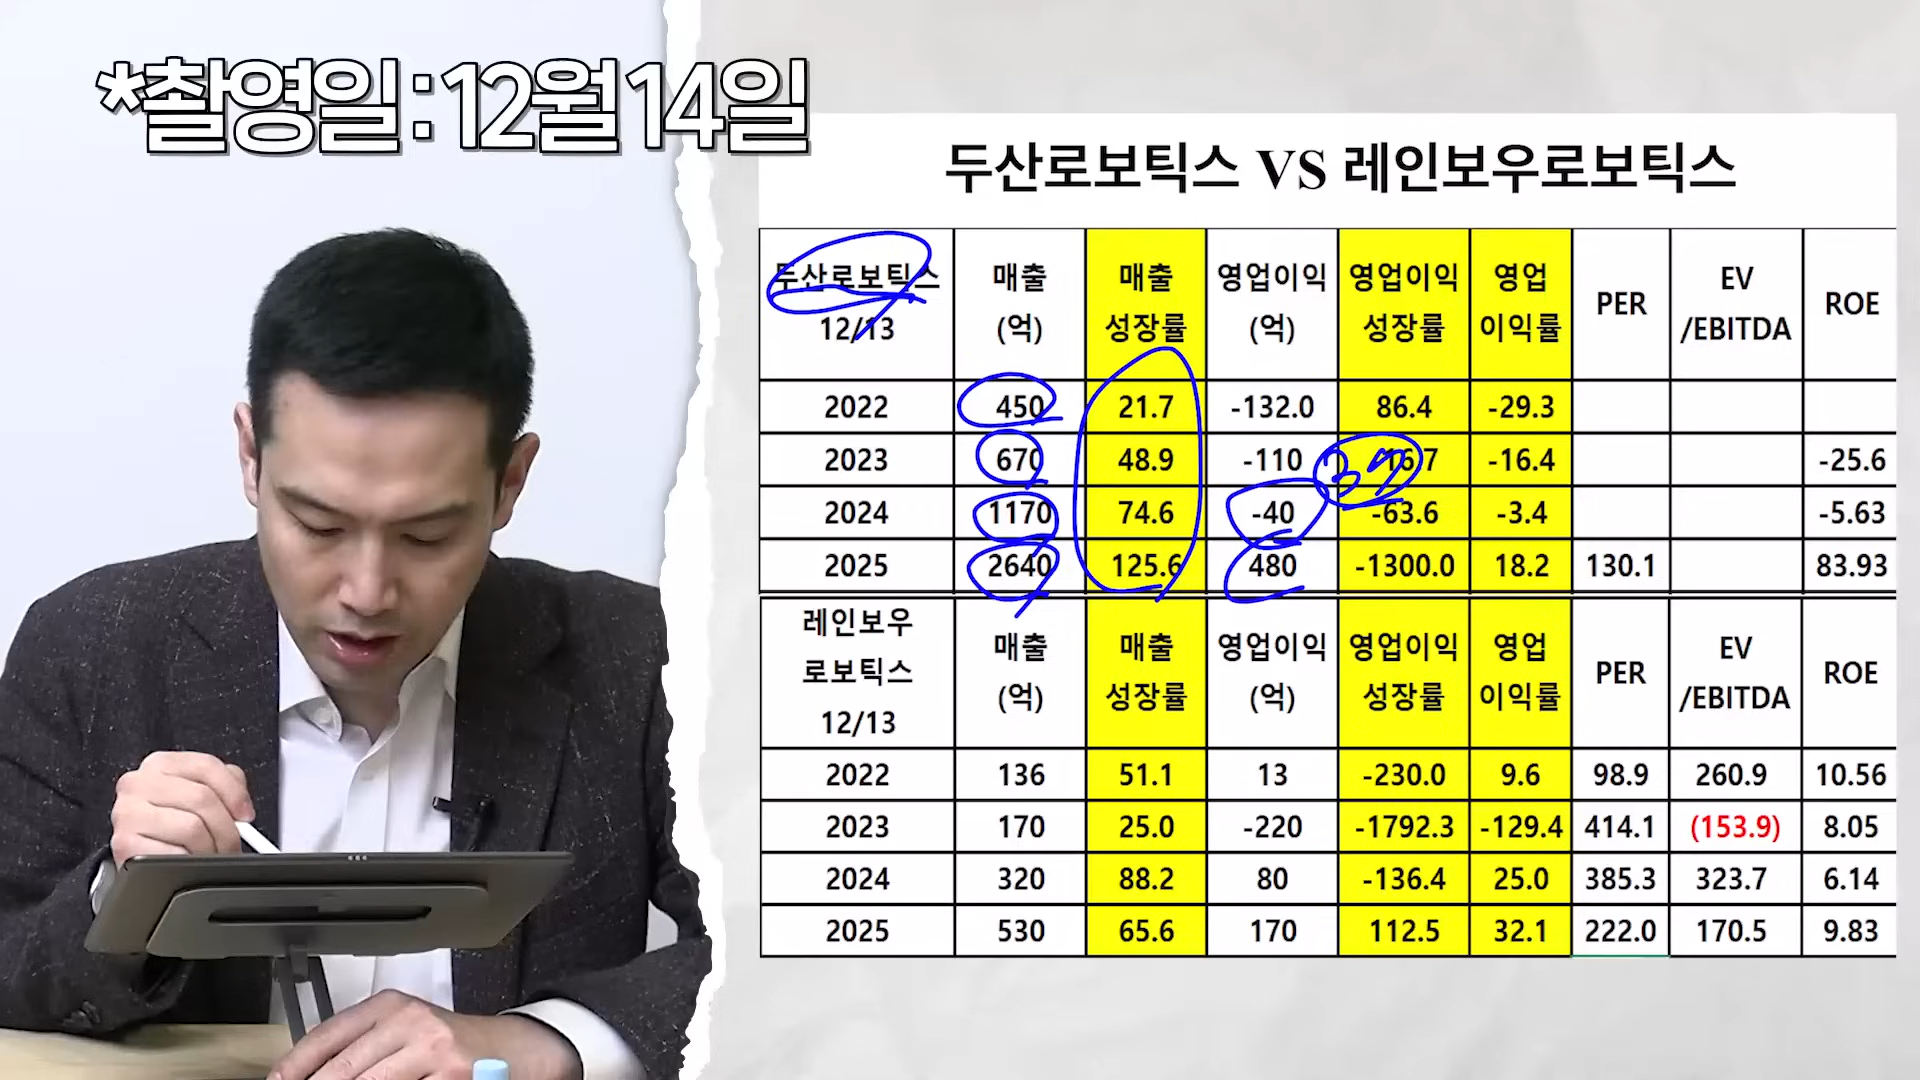 *촬영일 : 12월 14일
두산로보틱스 VS 레인보우로보틱스
두산로보틱스 12/13 매출 (억) 매출 성장률 영업이익 (억) 영업이익 성장률 영업 이익률 PER EV /EBITDA ROE
2022 450 21.7 -132.0 86.4 -29.3
2023 670 48.9 -110 -16.4 -25.6
2024 1170 74.6 -40 -63.6 -3.4 -5.63
2025 2640 125.6 480 -1300.0 18.2 130.1 83.93
레인보우 로보틱스 12/13 매출 (억) 매출 성장률 영업이익 (억) 영업이익 성장률 영업 이익률 PER EV /EBITDA ROE
2022 136 51.1 13 -230.0 9.6 98.9 260.9 10.56
2023 170 25.0 -220 -1792.3 -129.4 414.1 (153.9) 8.05
2024 320 88.2 80 -136.4 25.0 385.3 323.7 6.14
2025 530 65.6 170 112.5 32.1 222.0 170.5 9.83